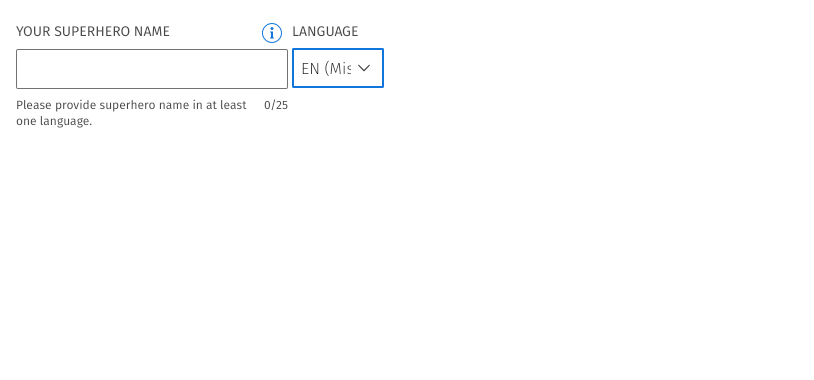 YOUR SUPERHERO NAME
LANGUAGE
EN (Mis
Please provide superhero name in at least
one language.
0/25